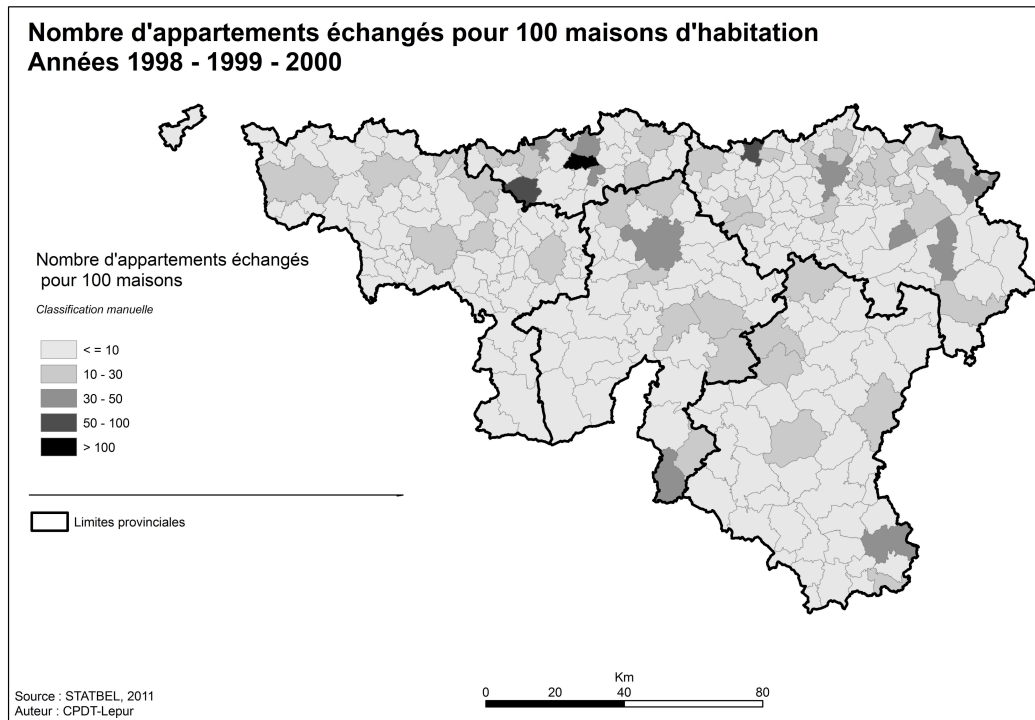 Nombre d'appartements échangés pour 100 maisons d'habitation
Années 1998 - 1999 - 2000
Nombre d'appartements échangés
pour 100 maisons
Classification manuelle
< = 10
10 - 30
30 - 50
50 - 100
> 100
Limites provinciales
Km
0 20 40 80
Source : STATBEL, 2011
Auteur : CPDT-Lepur